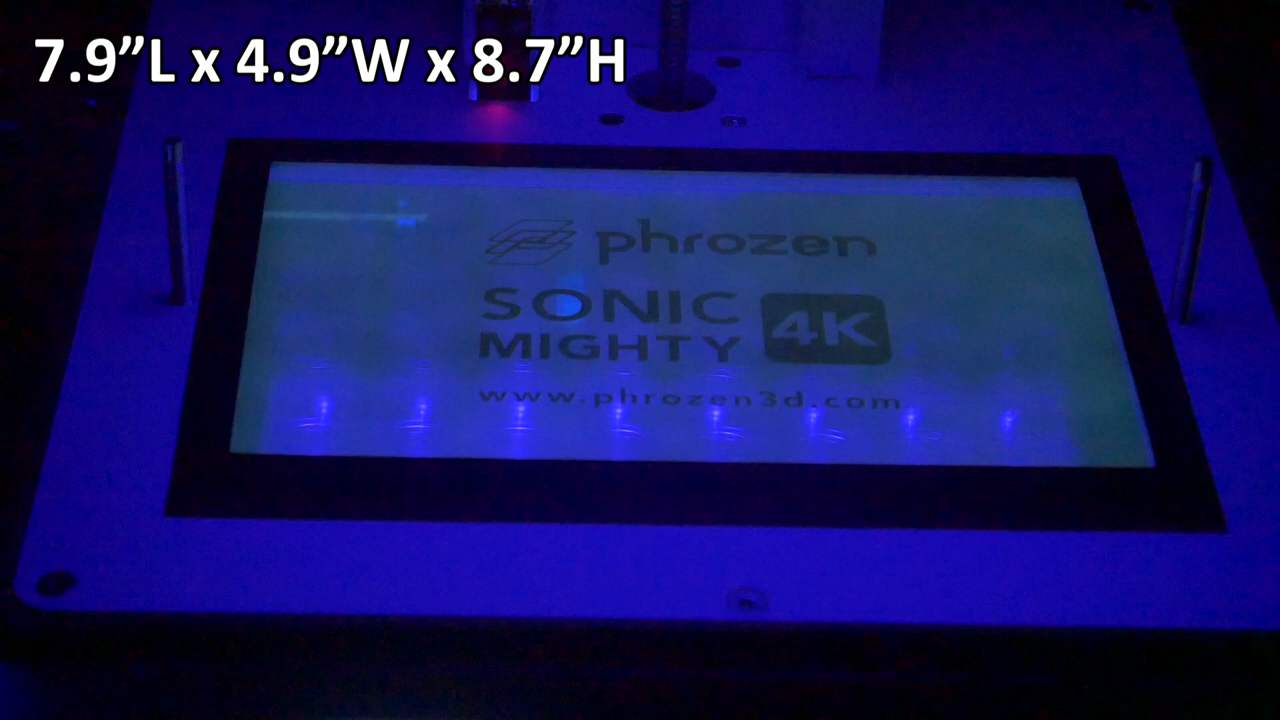 7.9”L x 4.9”W x 8.7”H
phrozen
SONIC
MIGHTY 4K
www.phrozen3d.com